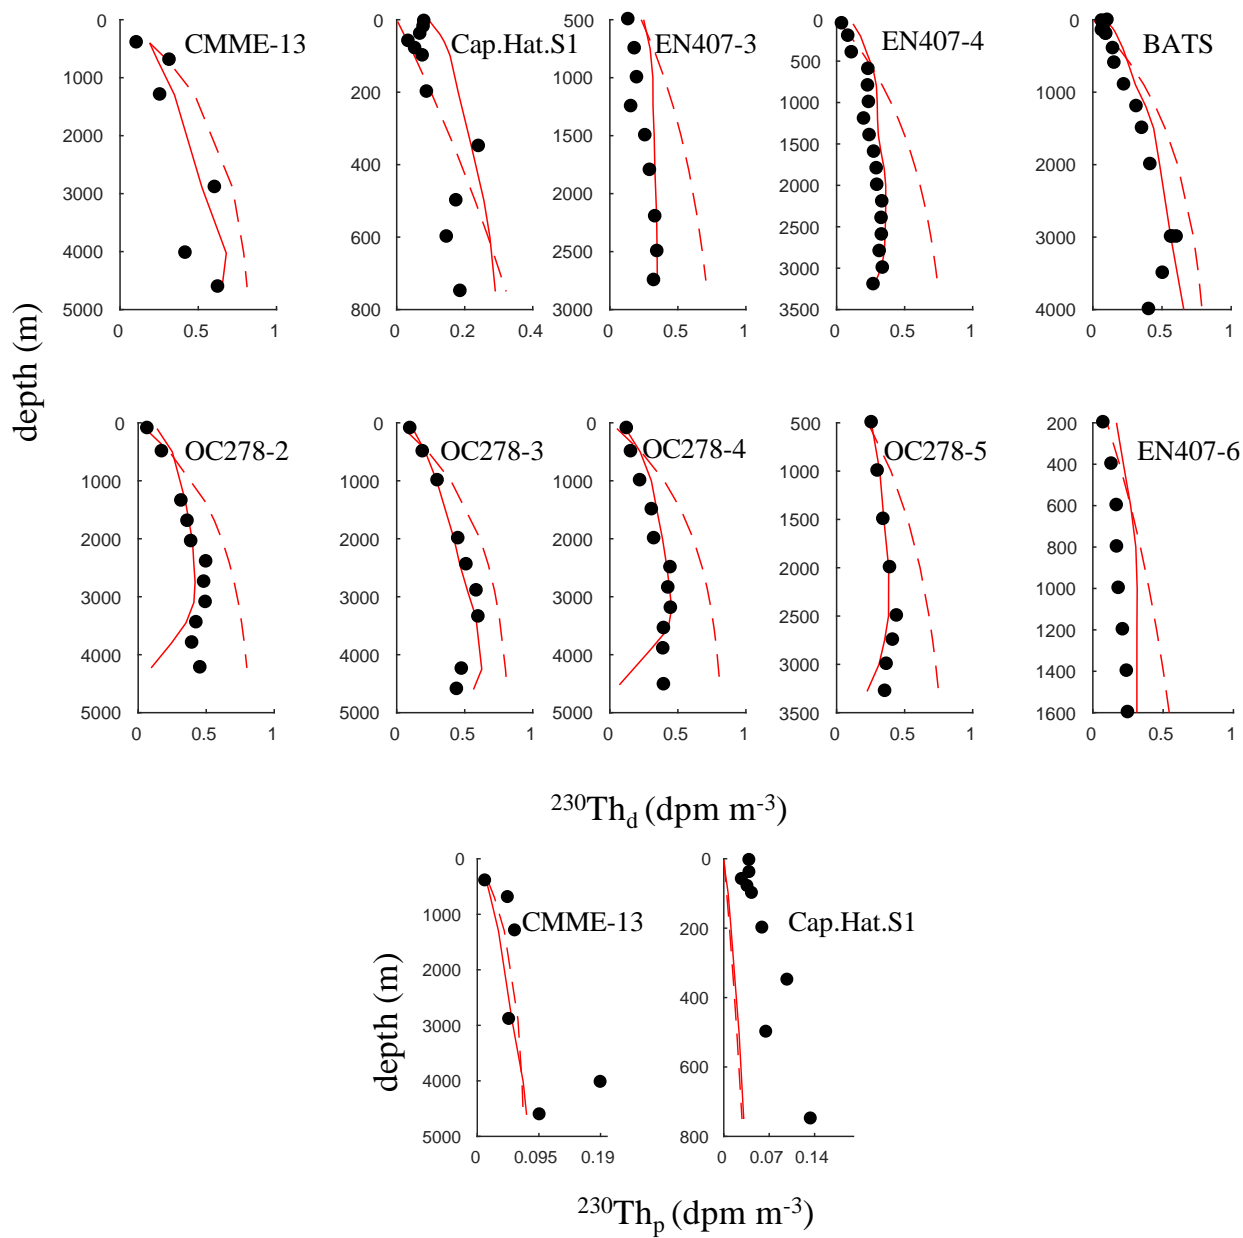 0 1000 2000 3000 4000 5000
0 0.5 1
CMME-13
0 200 400 600 800
0 0.2 0.4
Cap.Hat.S1
500 1000 1500 2000 2500 3000
0 0.5 1
EN407-3
0 500 1000 1500 2000 2500 3000 3500
0 0.5 1
EN407-4
0 1000 2000 3000 4000
0 0.5 1
BATS
depth (m)
0 1000 2000 3000 4000 5000
0 0.5 1
OC278-2
0 1000 2000 3000 4000 5000
0 0.5 1
OC278-3
0 1000 2000 3000 4000 5000
0 0.5 1
OC278-4
500 1000 1500 2000 2500 3000 3500
0 0.5 1
OC278-5
200 400 600 800 1000 1200 1400 1600
0 0.5 1
EN407-6
²³⁰Th_d (dpm m⁻³)
depth (m)
0 1000 2000 3000 4000 5000
0 0.095 0.19
CMME-13
0 200 400 600 800
0 0.07 0.14
Cap.Hat.S1
²³⁰Th_p (dpm m⁻³)